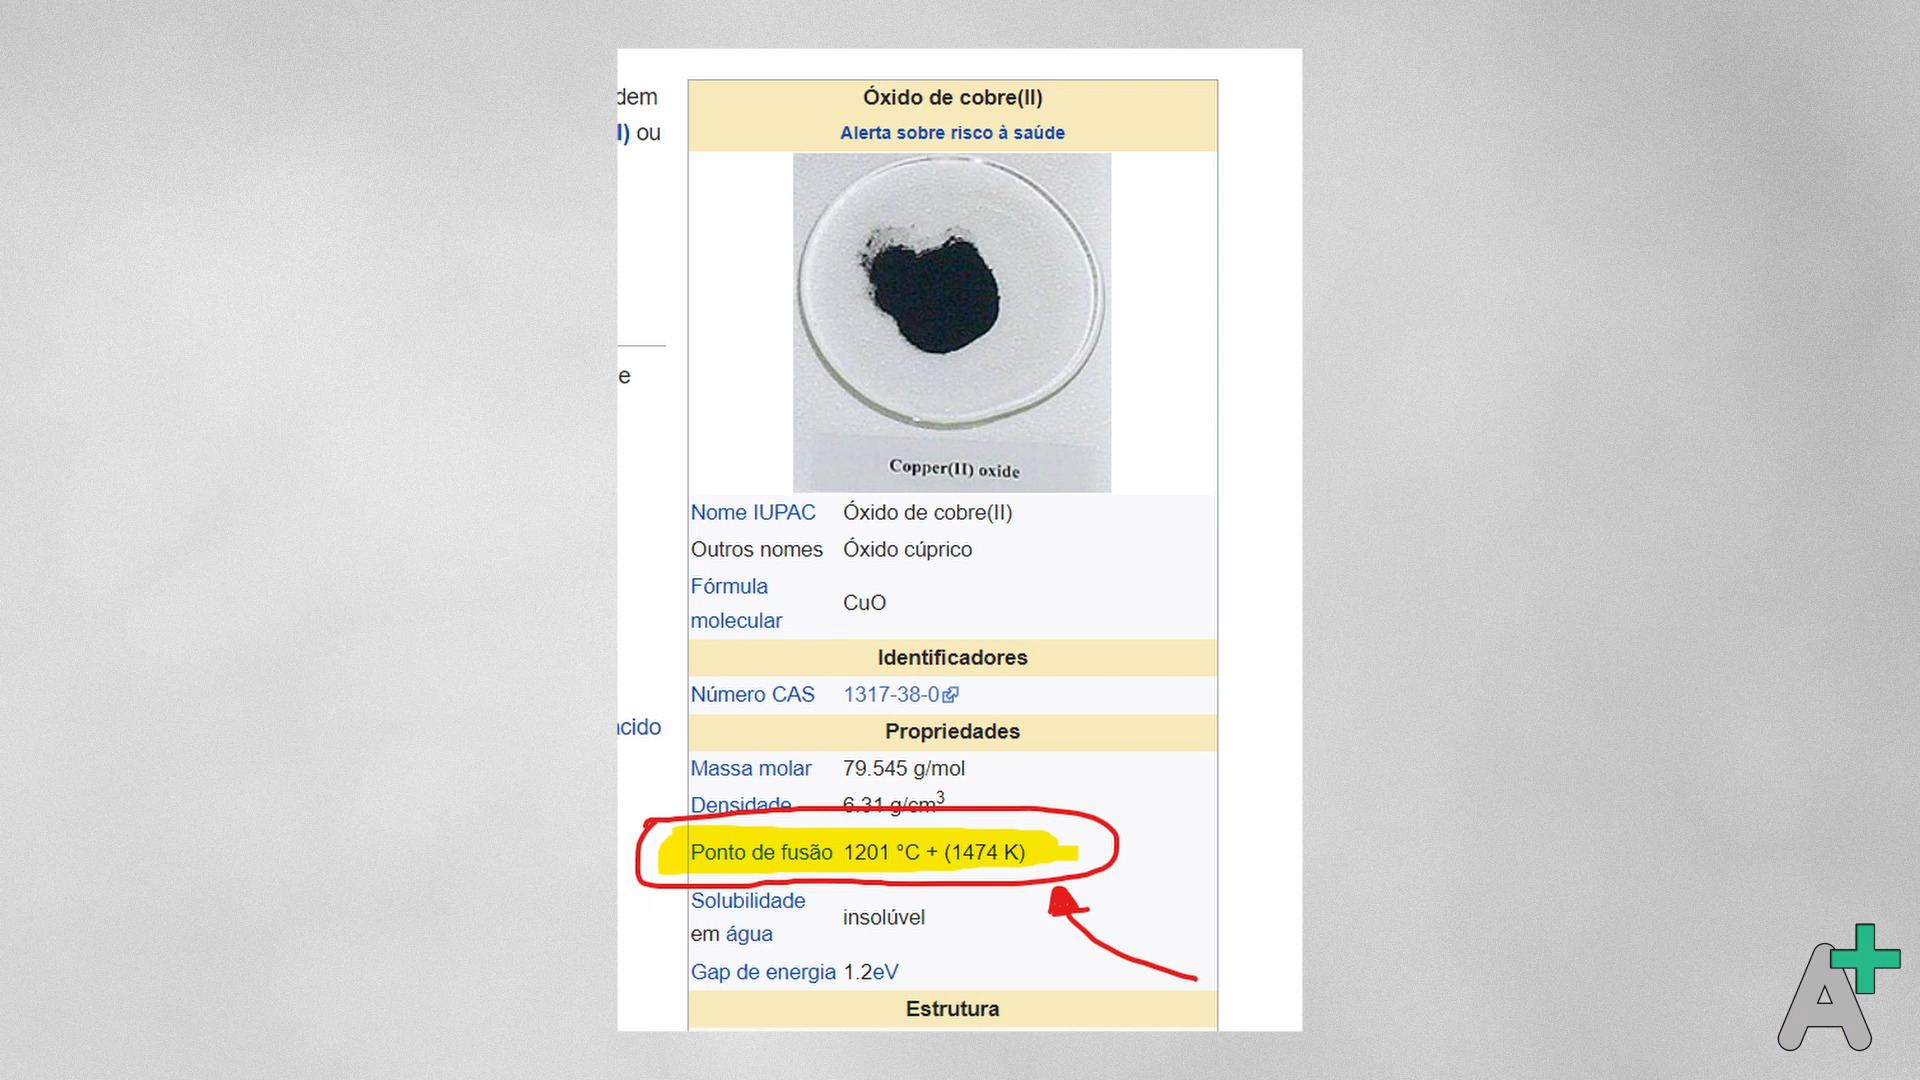 dem
I) ou
e
ácido
Óxido de cobre(II)
Alerta sobre risco à saúde
Copper(II) oxide
Nome IUPAC Óxido de cobre(II)
Outros nomes Óxido cúprico
Fórmula
molecular
CuO
Identificadores
Número CAS 1317-38-0
Propriedades
Massa molar 79.545 g/mol
Densidade 6.31 g/cm³
Ponto de fusão 1201 °C + (1474 K)
Solubilidade
em água
insolúvel
Gap de energia 1.2eV
Estrutura
A+